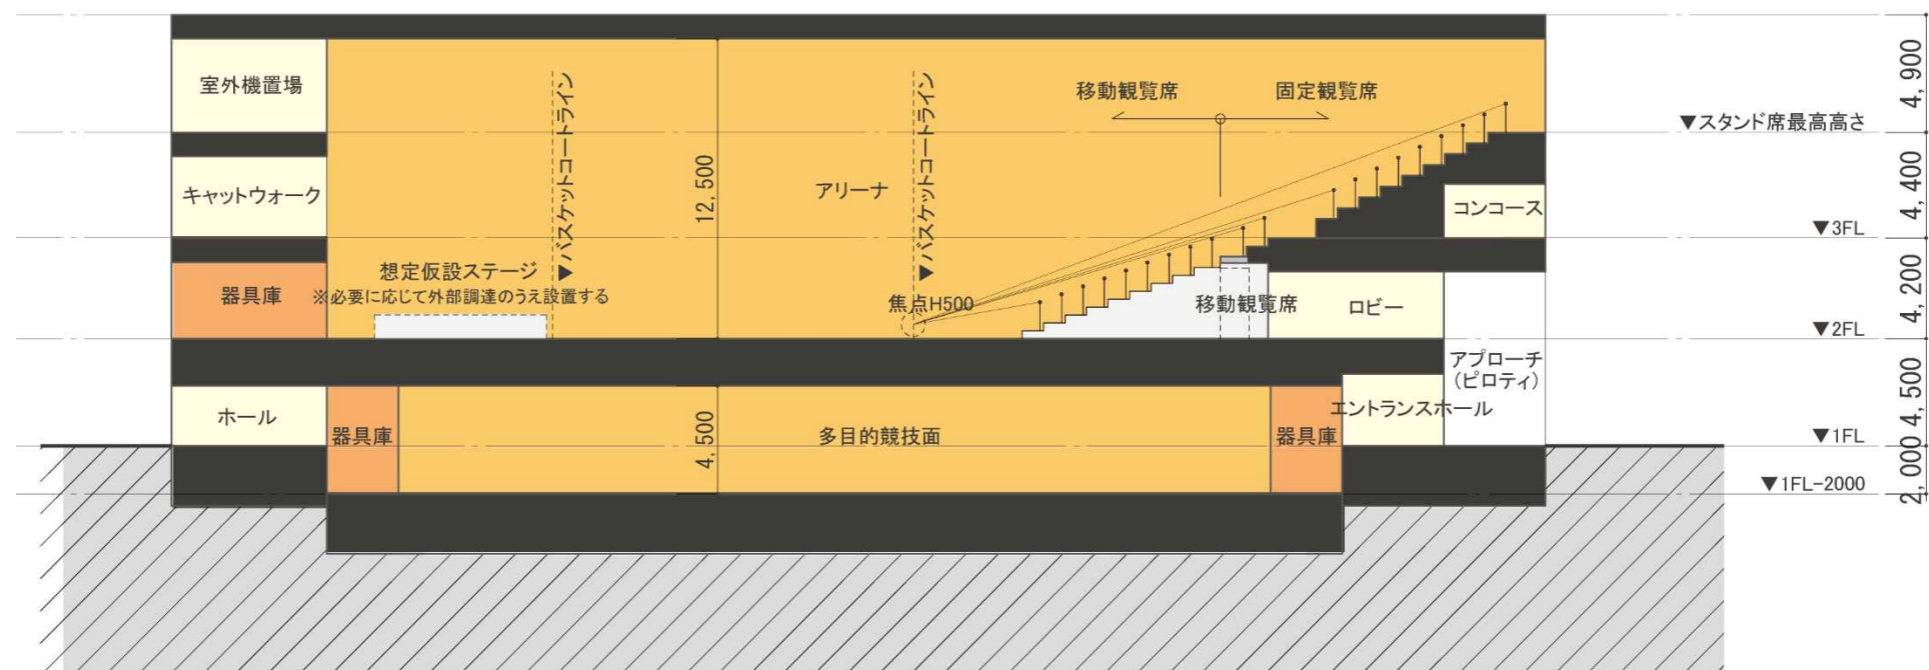 室外機置場
キャットウォーク
器具庫
ホール
想定仮設ステージ
※必要に応じて外部調達のうえ設置する
▼バスケットコートライン
12,500
アリーナ
▼バスケットコートライン
焦点H500
移動観覧席
固定観覧席
移動観覧席
コンコース
ロビー
アプローチ
(ピロティ)
エントランスホール
器具庫
4,500
多目的競技面
器具庫
▼スタンド席最高高さ
▼3FL
▼2FL
▼1FL
▼1FL-2000
4,900
4,400
4,200
4,500
2,000